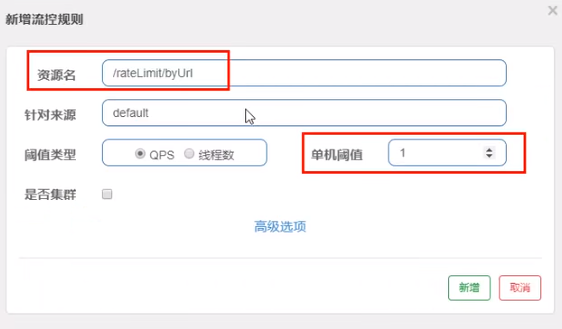 新增流控规则
资源名 /rateLimit/byUrl
针对来源 default
阈值类型 QPS 线程数 单机阈值 1
是否集群
高级选项
新增 取消